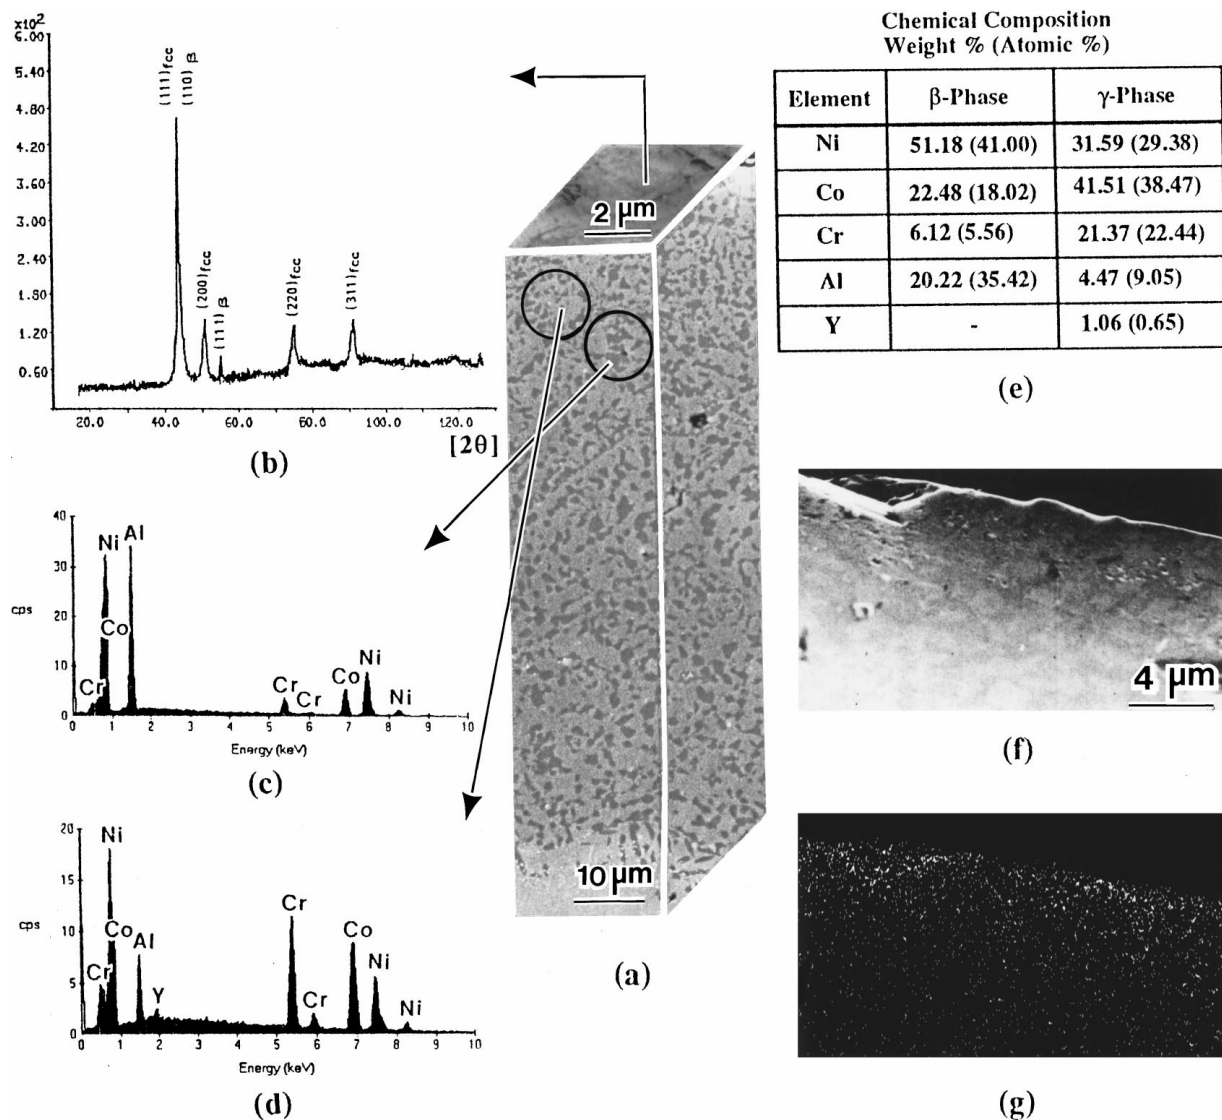 x10²
6.00
5.40
4.80
4.20
3.60
3.00
2.40
1.80
1.20
0.60
(111)fcc
(110) β
(200)fcc
(111) β
(220)fcc
(311)fcc
20.0 40.0 60.0 80.0 100.0 120.0
[2θ]
(b)
40
30
20
10
0
cps
Ni Al
Co
Cr
Cr
Cr
Co
Ni
Ni
0 1 2 3 4 5 6 7 8 9 10
Energy (keV)
(c)
20
15
10
5
0
cps
Ni
Co
Al
Cr
Y
Cr
Cr
Co
Ni
Ni
0 1 2 3 4 5 6 7 8 9 10
Energy (keV)
(d)
2 μm
10 μm
(a)
Chemical Composition
Weight % (Atomic %)
Element β-Phase γ-Phase
Ni 51.18 (41.00) 31.59 (29.38)
Co 22.48 (18.02) 41.51 (38.47)
Cr 6.12 (5.56) 21.37 (22.44)
Al 20.22 (35.42) 4.47 (9.05)
Y - 1.06 (0.65)
(e)
4 μm
(f)
(g)